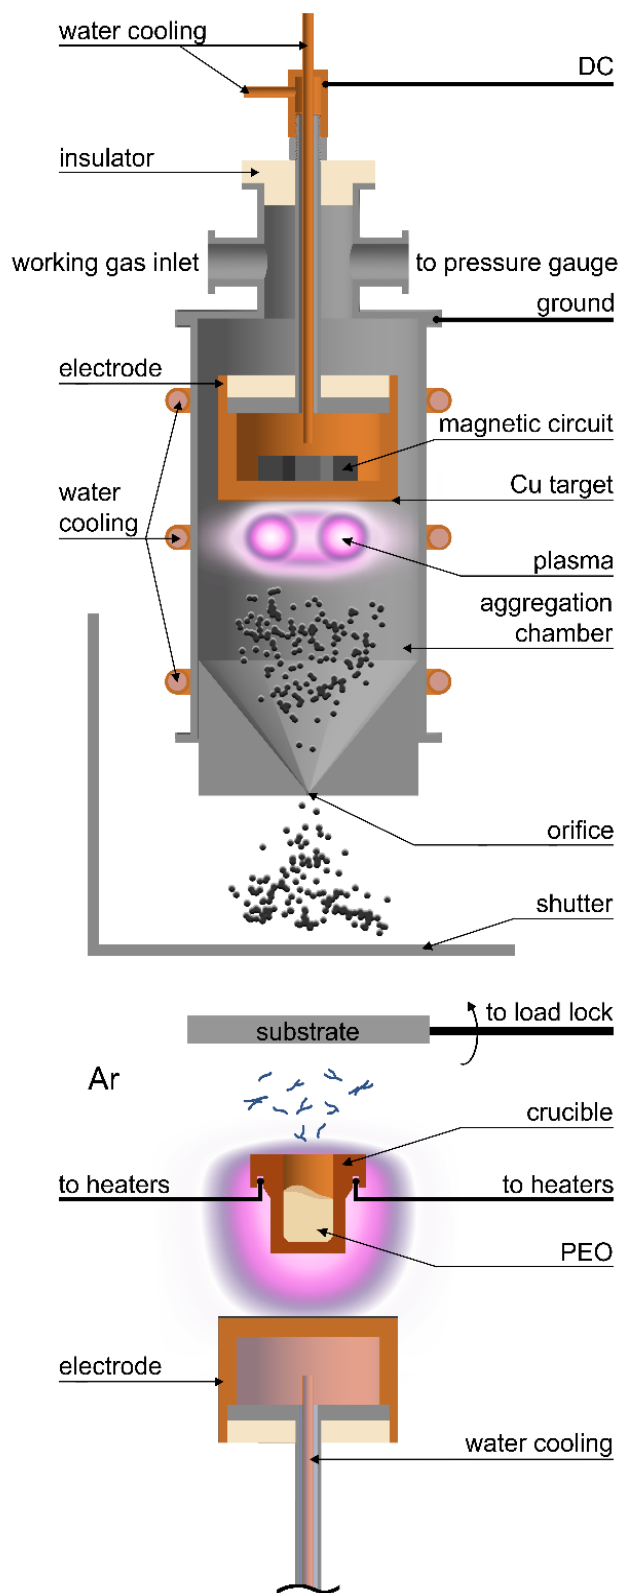 water cooling
DC
insulator
working gas inlet
to pressure gauge
ground
electrode
magnetic circuit
Cu target
water
cooling
plasma
aggregation
chamber
orifice
shutter
to load lock
substrate
Ar
crucible
to heaters
to heaters
PEO
electrode
water cooling